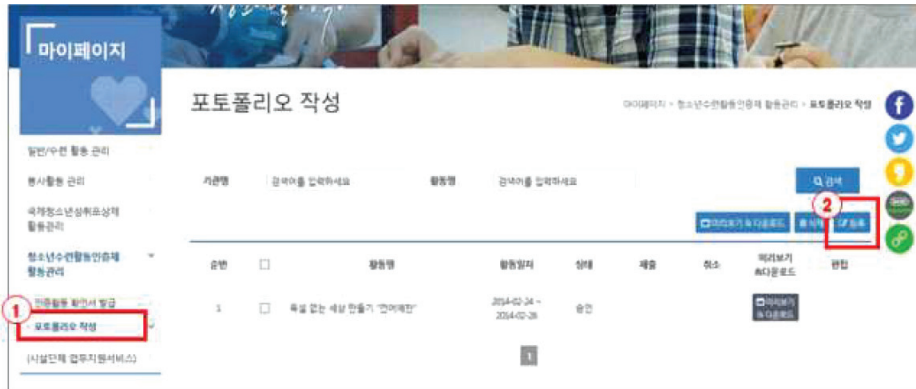 마이페이지
포토폴리오 작성
마이페이지 > 청소년수련활동인증제 활동관리 > 포토폴리오 작성
일반/수련 활동 관리
봉사활동 관리
국제청소년성취포상제
활동관리
청소년수련활동인증제
활동관리
인증활동 확인서 발급
1
· 포토폴리오 작성
(시설단체 업무지원서비스)
기관명 검색어를 입력하세요 활동명 검색어를 입력하세요 검색
2
미리보기 & 다운로드 삭제 등록
순번 활동명 활동일자 상태 제출 취소 미리보기 &다운로드 편집
1 욕설 없는 세상 만들기 "언어예판" 2014-02-24 ~ 2014-02-28 승인 미리보기 & 다운로드
1